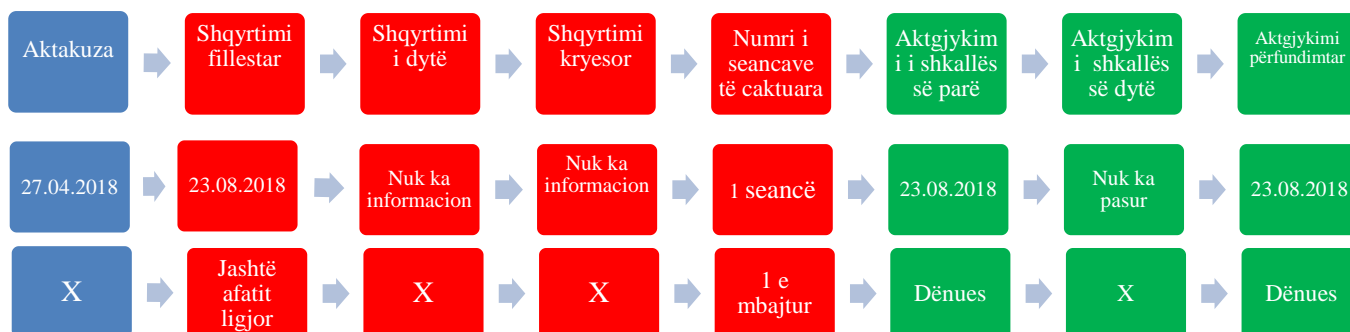 Aktakuza
Shqyrtimi
fillestar
Shqyrtimi
i dytë
Shqyrtimi
kryesor
Numri i
seancave
të caktuara
Aktgjykim
i i shkallës
së parë
Aktgjykim
i shkallës
së dytë
Aktgjykimi
përfundimtar
27.04.2018
23.08.2018
Nuk ka
informacion
Nuk ka
informacion
1 seancë
23.08.2018
Nuk ka
pasur
23.08.2018
X
Jashtë
afatit
ligjor
X
X
1 e
mbajtur
Dënues
X
Dënues